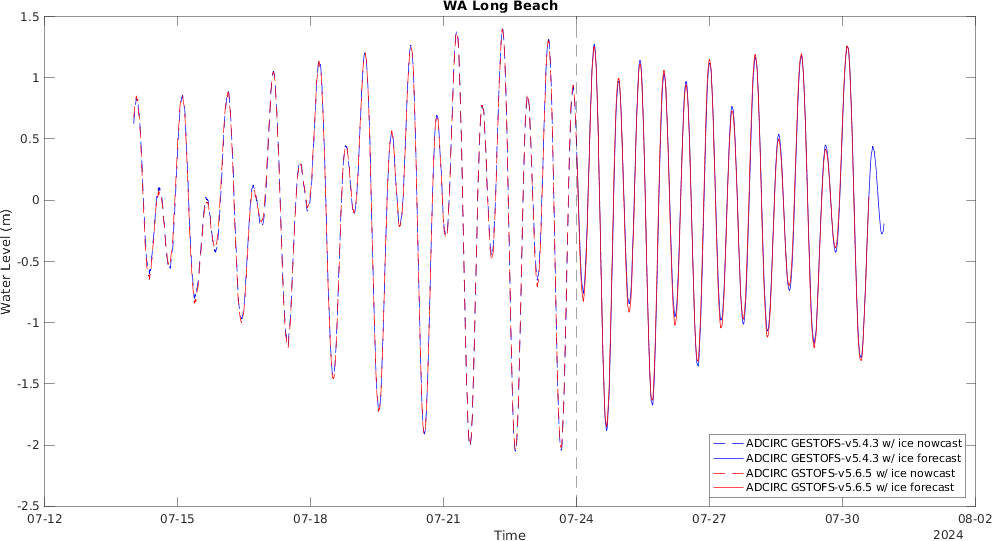 WA Long Beach
1.5
1
0.5
0
-0.5
-1
-1.5
-2
-2.5
Water Level (m)
07-12 07-15 07-18 07-21 07-24 07-27 07-30 08-02
Time
2024
ADCIRC GESTOFS-v5.4.3 w/ ice nowcast
ADCIRC GESTOFS-v5.4.3 w/ ice forecast
ADCIRC GSTOFS-v5.6.5 w/ ice nowcast
ADCIRC GSTOFS-v5.6.5 w/ ice forecast